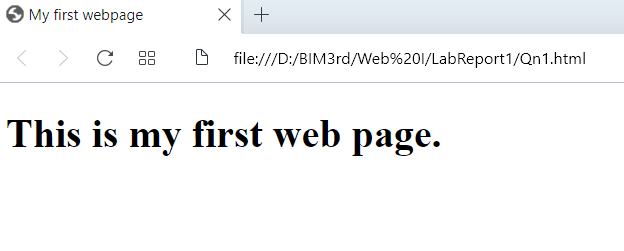 My first webpage
file:///D:/BIM3rd/Web%20I/LabReport1/Qn1.html
This is my first web page.